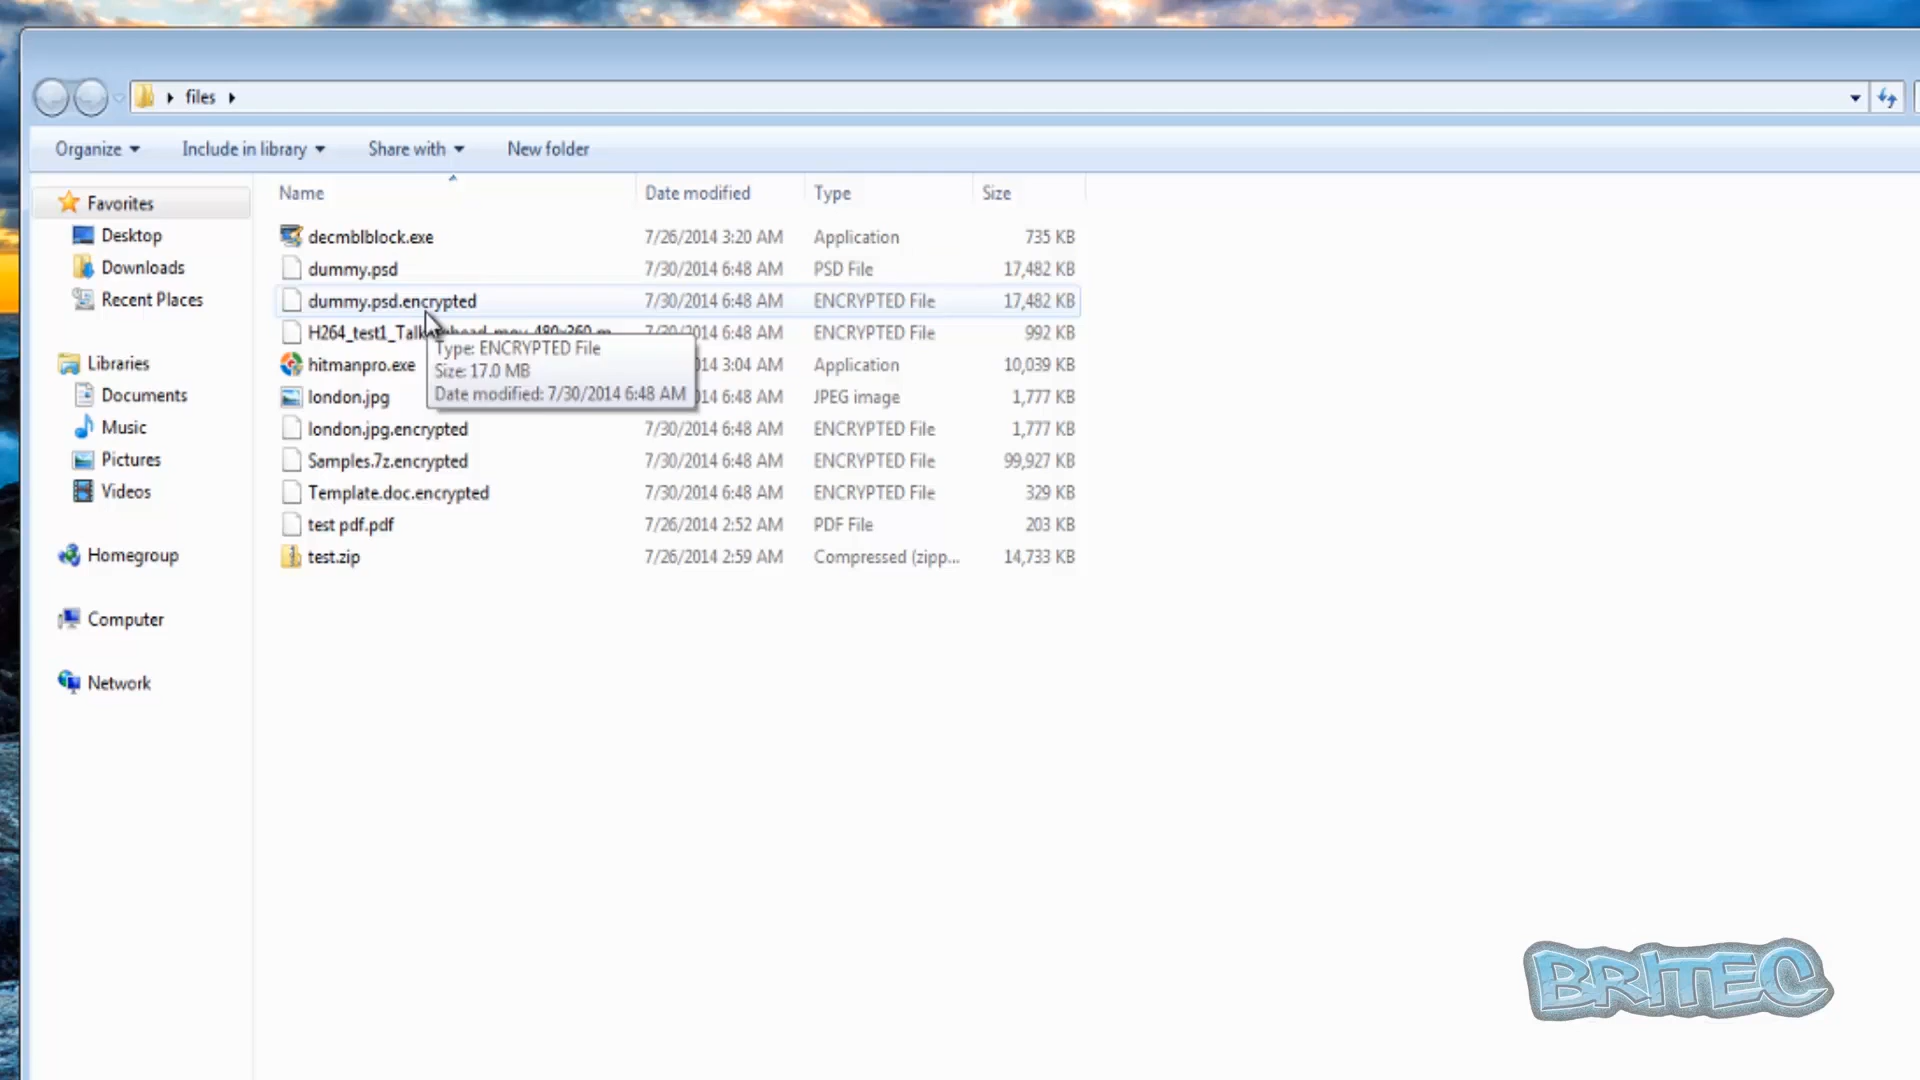 files
Organize Include in library Share with New folder
Name Date modified Type Size
Favorites
Desktop
Downloads
Recent Places
Libraries
Documents
Music
Pictures
Videos
Homegroup
Computer
Network
decmblblock.exe 7/26/2014 3:20 AM Application 735 KB
dummy.psd 7/30/2014 6:48 AM PSD File 17,482 KB
dummy.psd.encrypted 7/30/2014 6:48 AM ENCRYPTED File 17,482 KB
H264_test1_Talk 7/30/2014 6:48 AM ENCRYPTED File 992 KB
hitmanpro.exe 3:04 AM Application 10,039 KB
london.jpg 6:48 AM JPEG image 1,777 KB
london.jpg.encrypted 7/30/2014 6:48 AM ENCRYPTED File 1,777 KB
Samples.7z.encrypted 7/30/2014 6:48 AM ENCRYPTED File 99,927 KB
Template.doc.encrypted 7/30/2014 6:48 AM ENCRYPTED File 329 KB
test pdf.pdf 7/26/2014 2:52 AM PDF File 203 KB
test.zip 7/26/2014 2:59 AM Compressed (zipp... 14,733 KB
Type: ENCRYPTED File
Size: 17.0 MB
Date modified: 7/30/2014 6:48 AM
BRITEC